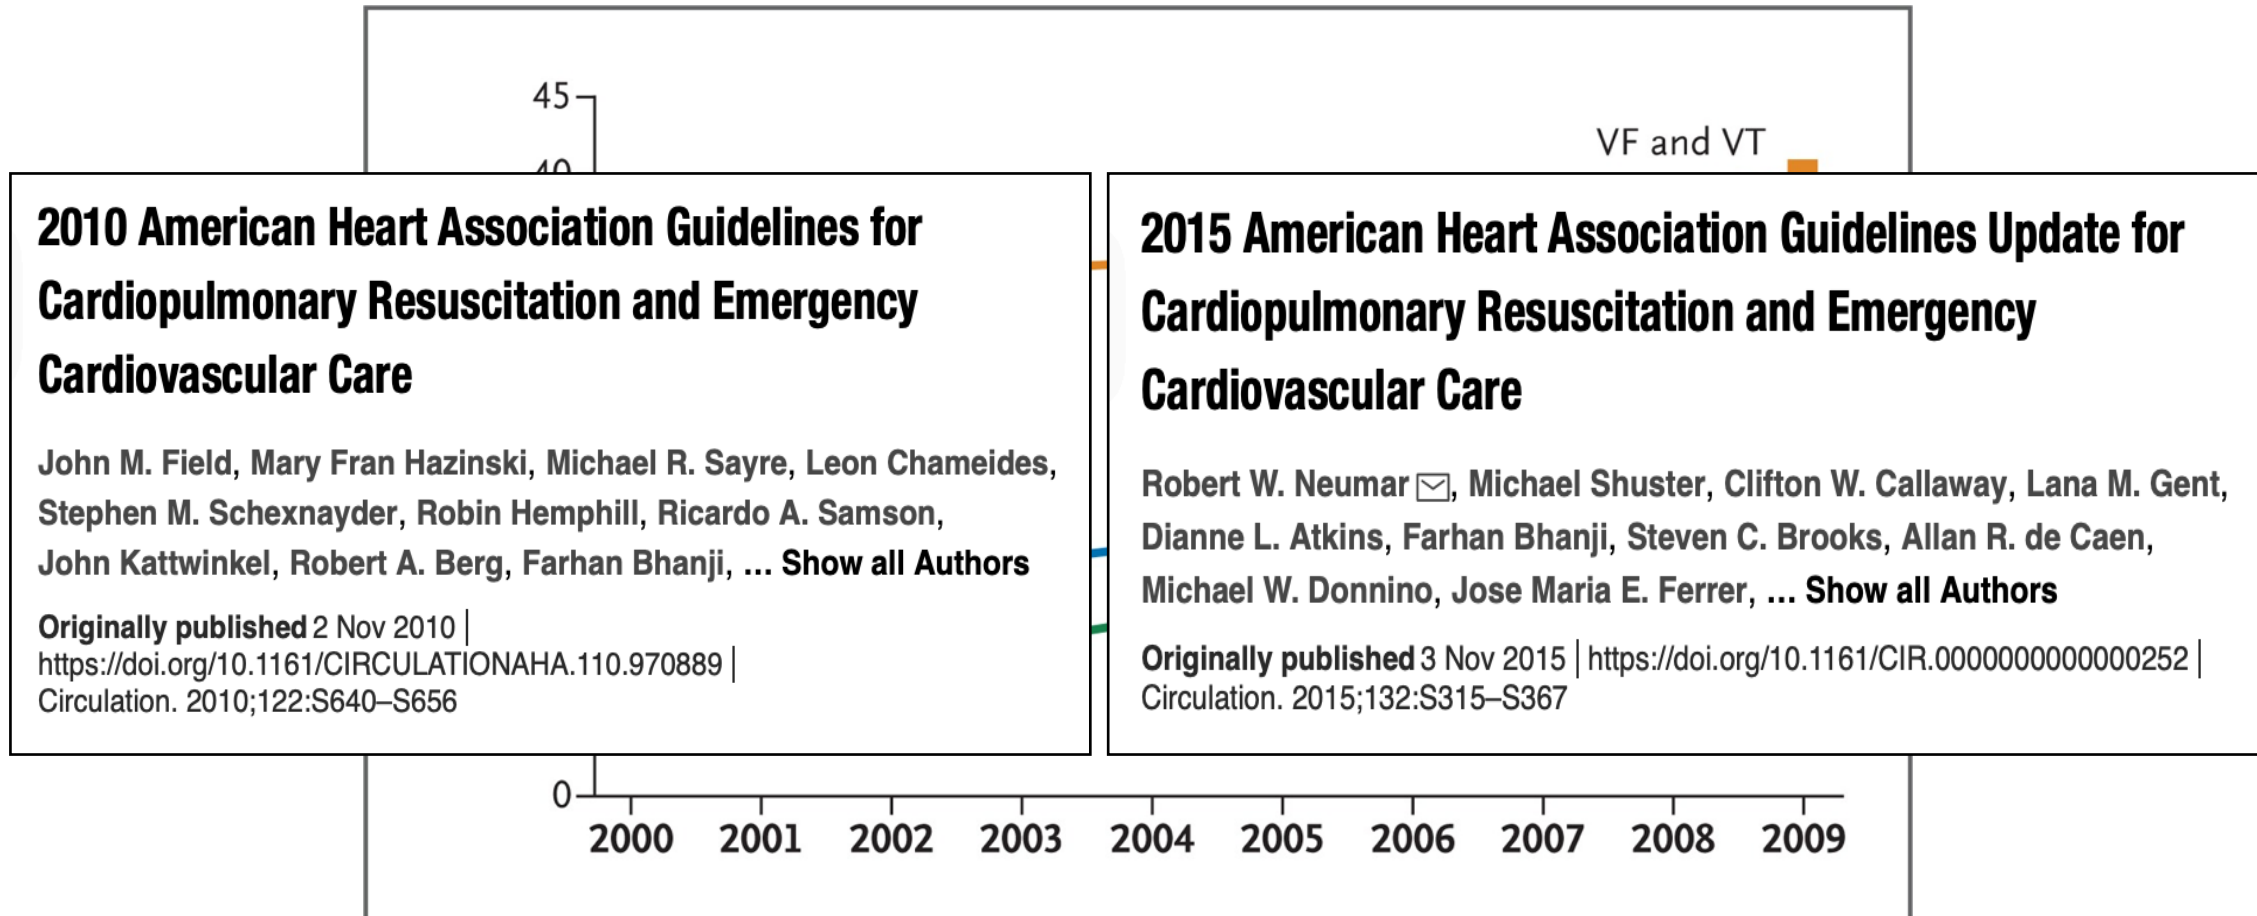 45
VF and VT
40
2010 American Heart Association Guidelines for
Cardiopulmonary Resuscitation and Emergency
Cardiovascular Care
John M. Field, Mary Fran Hazinski, Michael R. Sayre, Leon Chameides,
Stephen M. Schexnayder, Robin Hemphill, Ricardo A. Samson,
John Kattwinkel, Robert A. Berg, Farhan Bhanji, ... Show all Authors
Originally published 2 Nov 2010 |
https://doi.org/10.1161/CIRCULATIONAHA.110.970889 |
Circulation. 2010;122:S640–S656
2015 American Heart Association Guidelines Update for
Cardiopulmonary Resuscitation and Emergency
Cardiovascular Care
Robert W. Neumar, Michael Shuster, Clifton W. Callaway, Lana M. Gent,
Dianne L. Atkins, Farhan Bhanji, Steven C. Brooks, Allan R. de Caen,
Michael W. Donnino, Jose Maria E. Ferrer, ... Show all Authors
Originally published 3 Nov 2015 | https://doi.org/10.1161/CIR.0000000000000252 |
Circulation. 2015;132:S315–S367
0
2000 2001 2002 2003 2004 2005 2006 2007 2008 2009